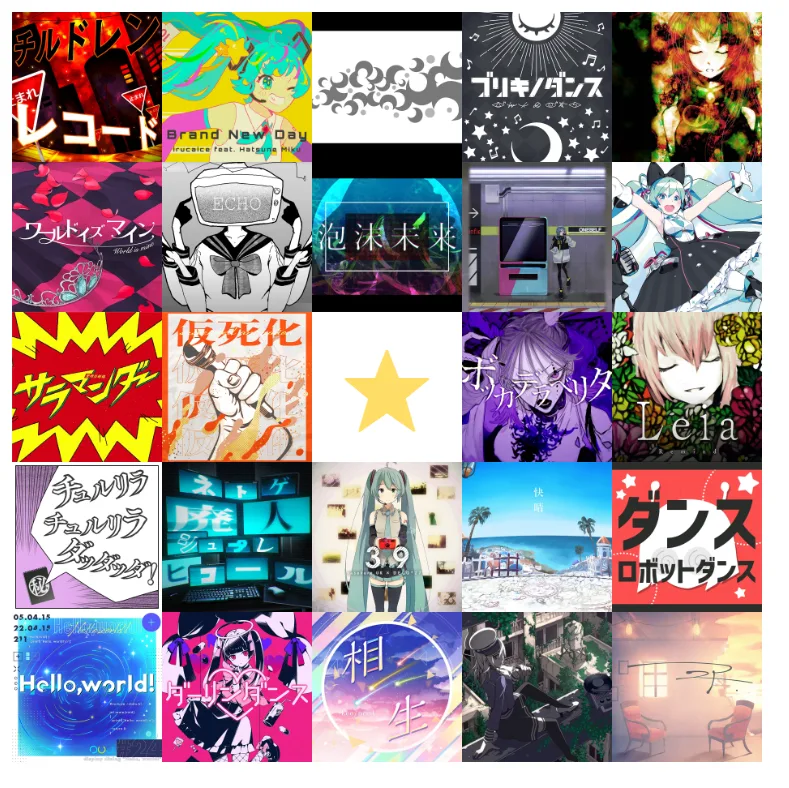 チルドレン
まれ
レコード
Brand New Day
irucaice feat. Hatsune Miku
ブリキノダンス
ワールドイズマイン
World is mine
ECHO
泡沫未来
サラマンダー
仮死化
ボッカデラベリタ
Leia
チュルリラ
チュルリラ
ダッダッダ!
秘
ネトゲ
廃人
シュプレ
ヒコール
39
快晴
ダンス
ロボットダンス
05.04.15
22.04.15
211
Hello,world!
ダーリンダンス
相生